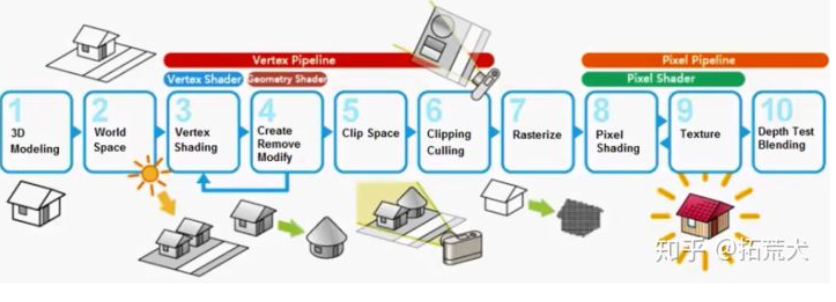 Vertex Pipeline
Pixel Pipeline
Vertex Shader
Geometry Shader
Pixel Shader
1
3D
Modeling
2
World
Space
3
Vertex
Shading
4
Create
Remove
Modify
5
Clip Space
6
Clipping
Culling
7
Rasterize
8
Pixel
Shading
9
Texture
10
Depth Test
Blending
知乎 @拓荒犬